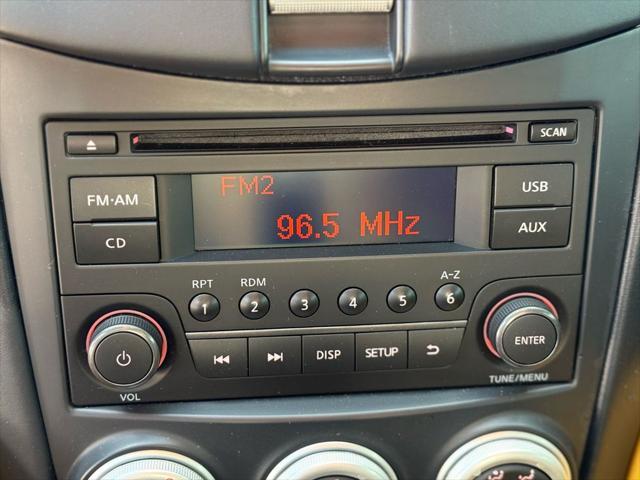 SCAN
FM·AM
FM2
USB
CD
96.5 MHz
AUX
RPT RDM A-Z
1 2 3 4 5 6
DISP SETUP
ENTER
VOL
TUNE/MENU